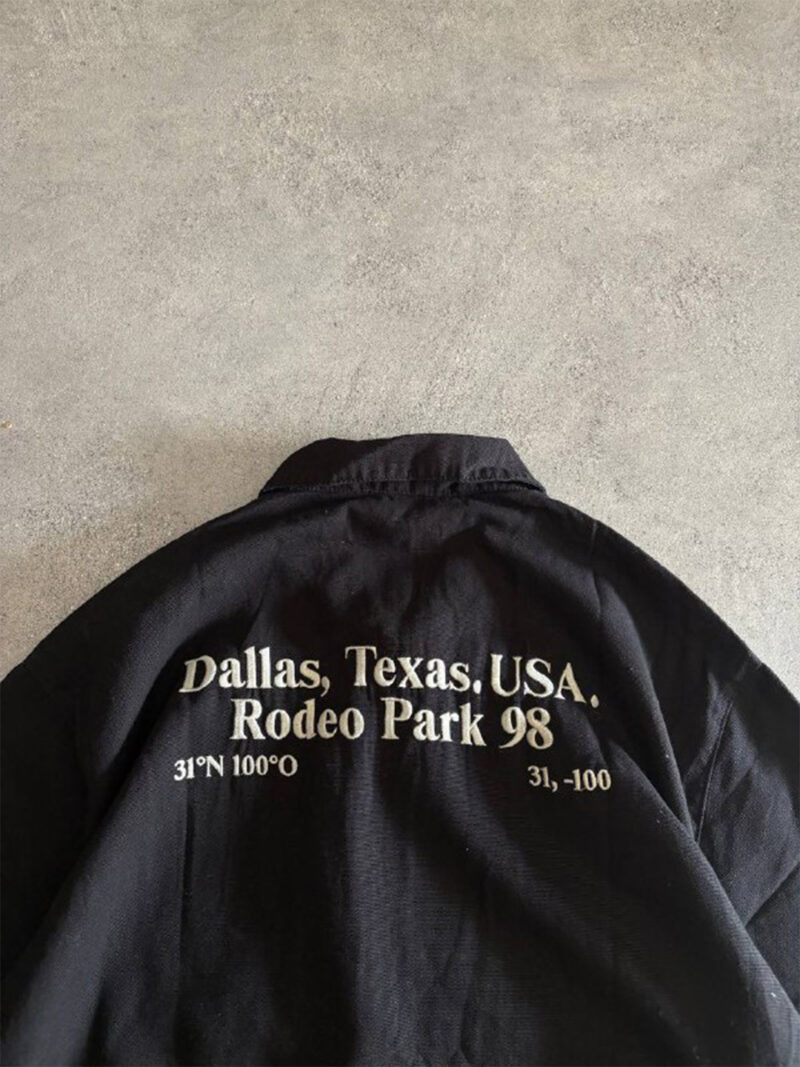 Dallas, Texas. USA.
Rodeo Park 98
31°N 100°O
31, -100